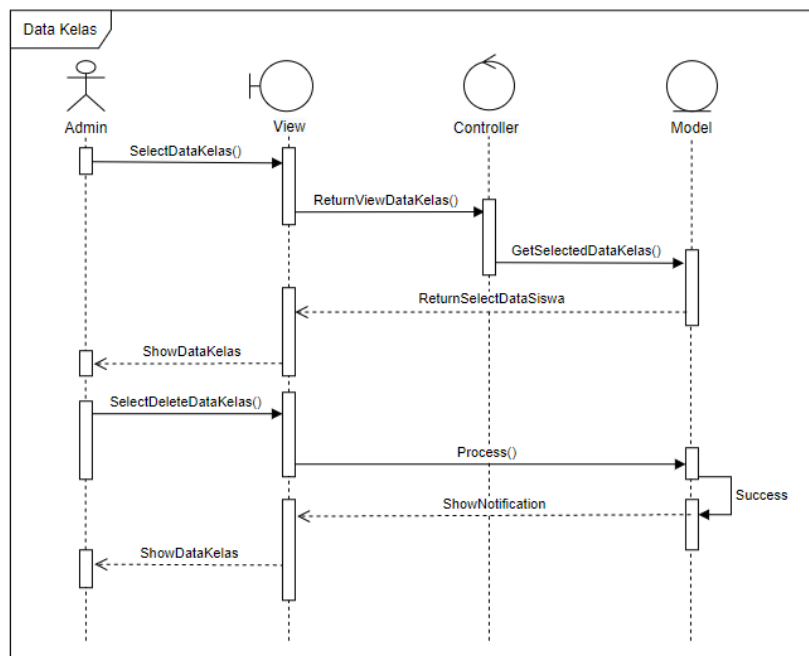 Data Kelas
Admin
View
Controller
Model
SelectDataKelas()
ReturnViewDataKelas()
GetSelectedDataKelas()
ReturnSelectDataSiswa
ShowDataKelas
SelectDeleteDataKelas()
Process()
Success
ShowNotification
ShowDataKelas